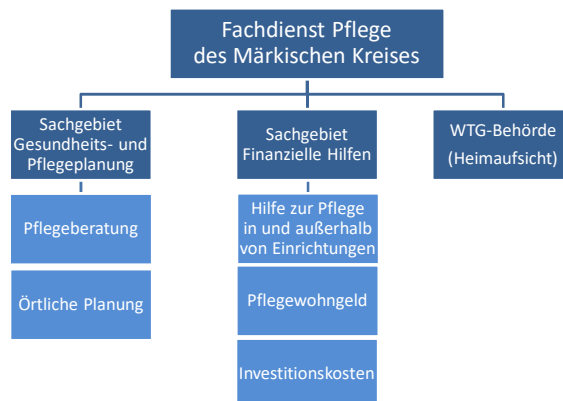 Fachdienst Pflege
des Märkischen Kreises
Sachgebiet
Gesundheits- und
Pflegeplanung
Pflegeberatung
Örtliche Planung
Sachgebiet
Finanzielle Hilfen
Hilfe zur Pflege
in und außerhalb
von Einrichtungen
Pflegewohngeld
Investitionskosten
WTG-Behörde
(Heimaufsicht)